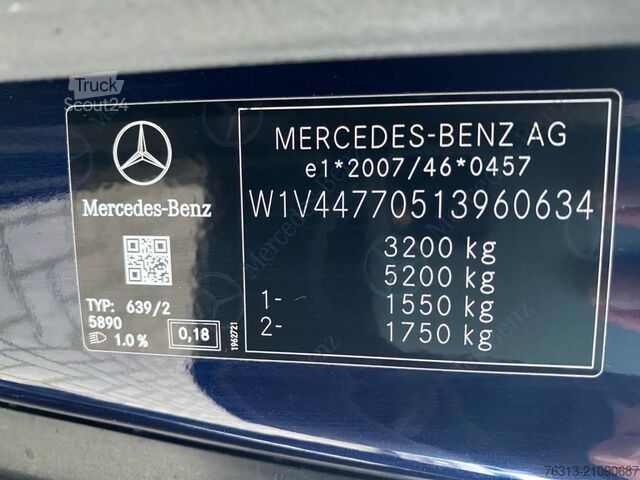 Truck
Scout24
MERCEDES-BENZ AG
e1*2007/46*0457
W1V44770513960634
3200 kg
5200 kg
1- 1550 kg
2- 1750 kg
Mercedes-Benz
TYP: 639/2
5890
1.0 % 0,18
1962721
76313-21090687